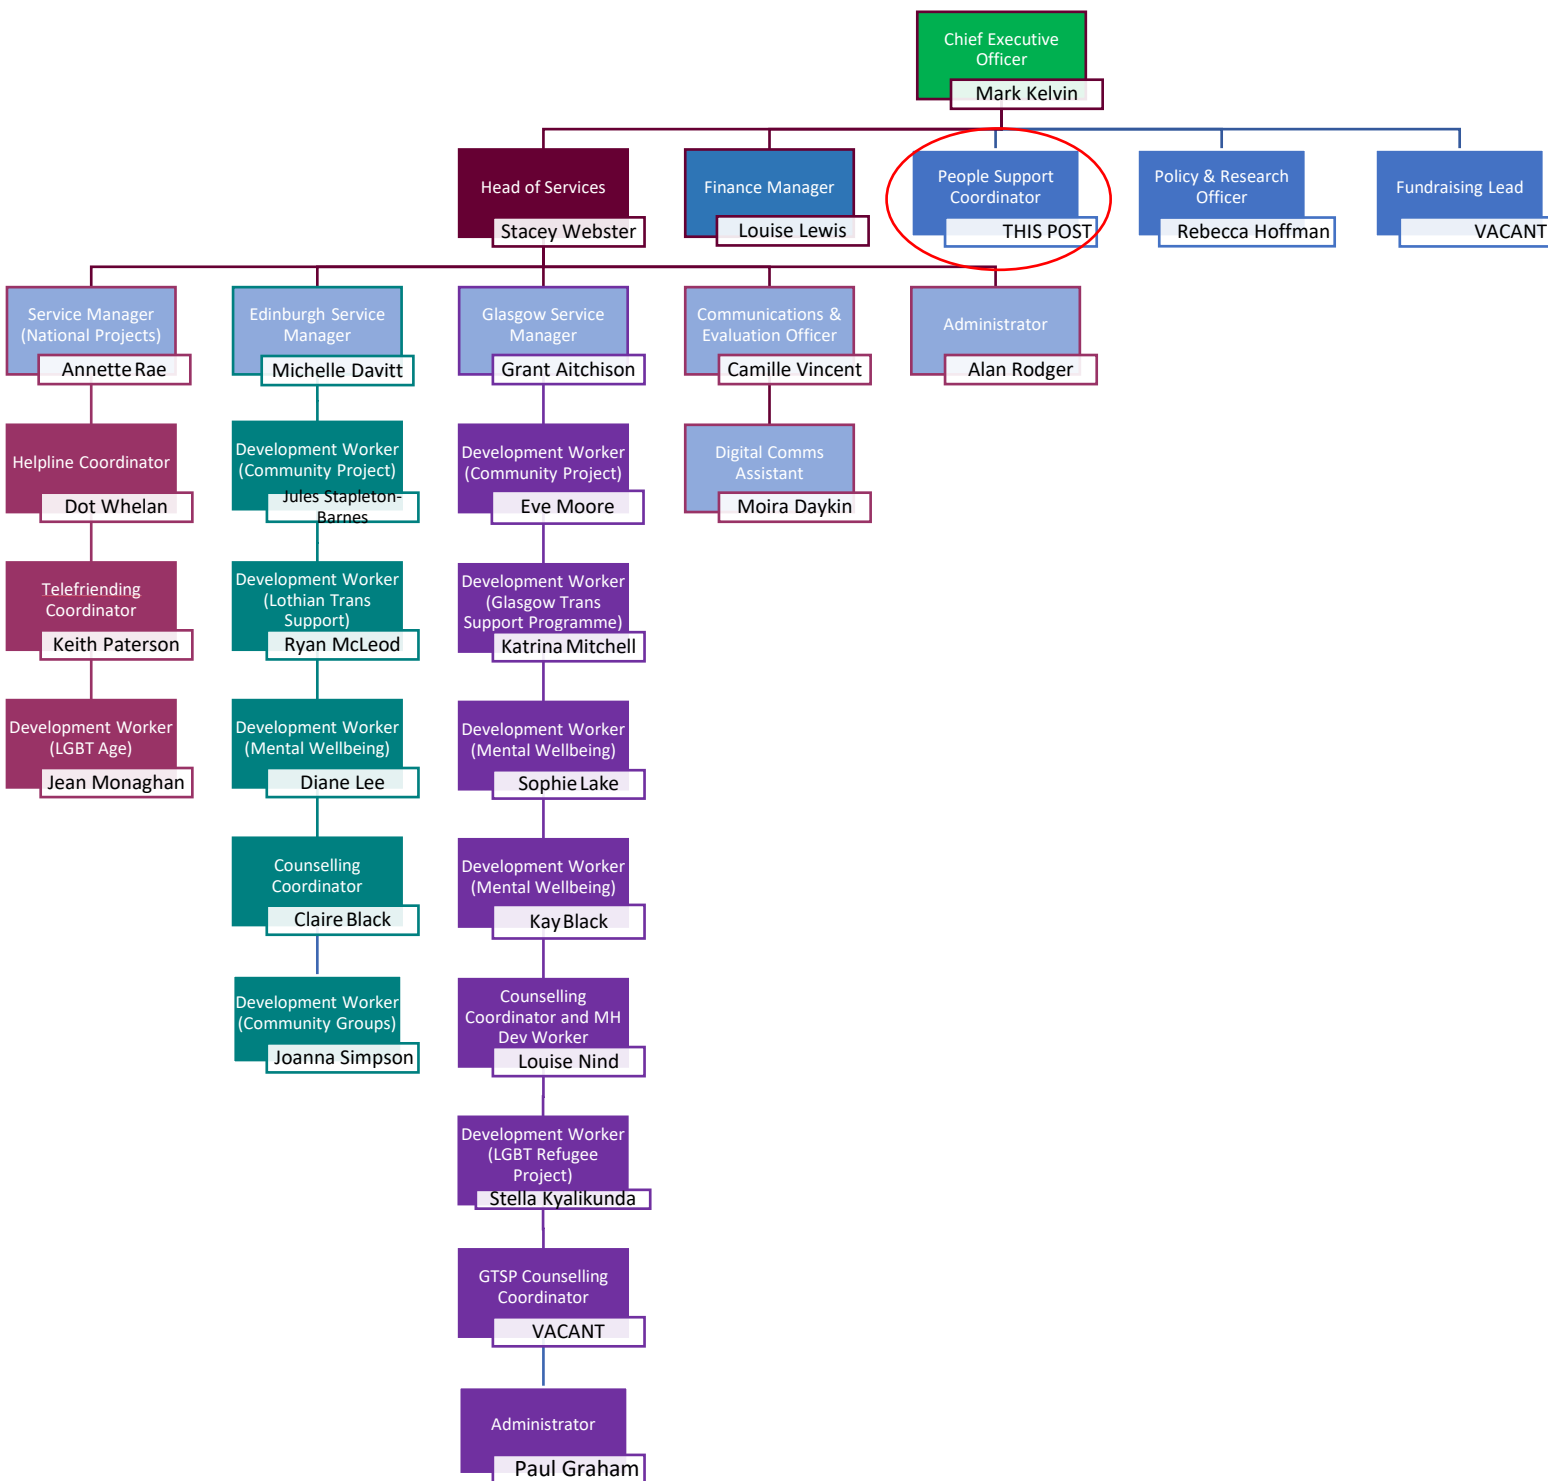 Chief Executive
Officer
Mark Kelvin
Head of Services
Stacey Webster
Finance Manager
Louise Lewis
People Support
Coordinator
THIS POST
Policy & Research
Officer
Rebecca Hoffman
Fundraising Lead
VACANT
Service Manager
(National Projects)
Annette Rae
Edinburgh Service
Manager
Michelle Davitt
Glasgow Service
Manager
Grant Aitchison
Communications &
Evaluation Officer
Camille Vincent
Administrator
Alan Rodger
Helpline Coordinator
Dot Whelan
Development Worker
(Community Project)
Jules Stapleton-
Barnes
Development Worker
(Community Project)
Eve Moore
Digital Comms
Assistant
Moira Daykin
Telefriending
Coordinator
Keith Paterson
Development Worker
(Lothian Trans
Support)
Ryan McLeod
Development Worker
(Glasgow Trans
Support Programme)
Katrina Mitchell
Development Worker
(LGBT Age)
Jean Monaghan
Development Worker
(Mental Wellbeing)
Diane Lee
Development Worker
(Mental Wellbeing)
Sophie Lake
Counselling
Coordinator
Claire Black
Development Worker
(Mental Wellbeing)
Kay Black
Development Worker
(Community Groups)
Joanna Simpson
Counselling
Coordinator and MH
Dev Worker
Louise Nind
Development Worker
(LGBT Refugee
Project)
Stella Kyalikunda
GTSP Counselling
Coordinator
VACANT
Administrator
Paul Graham